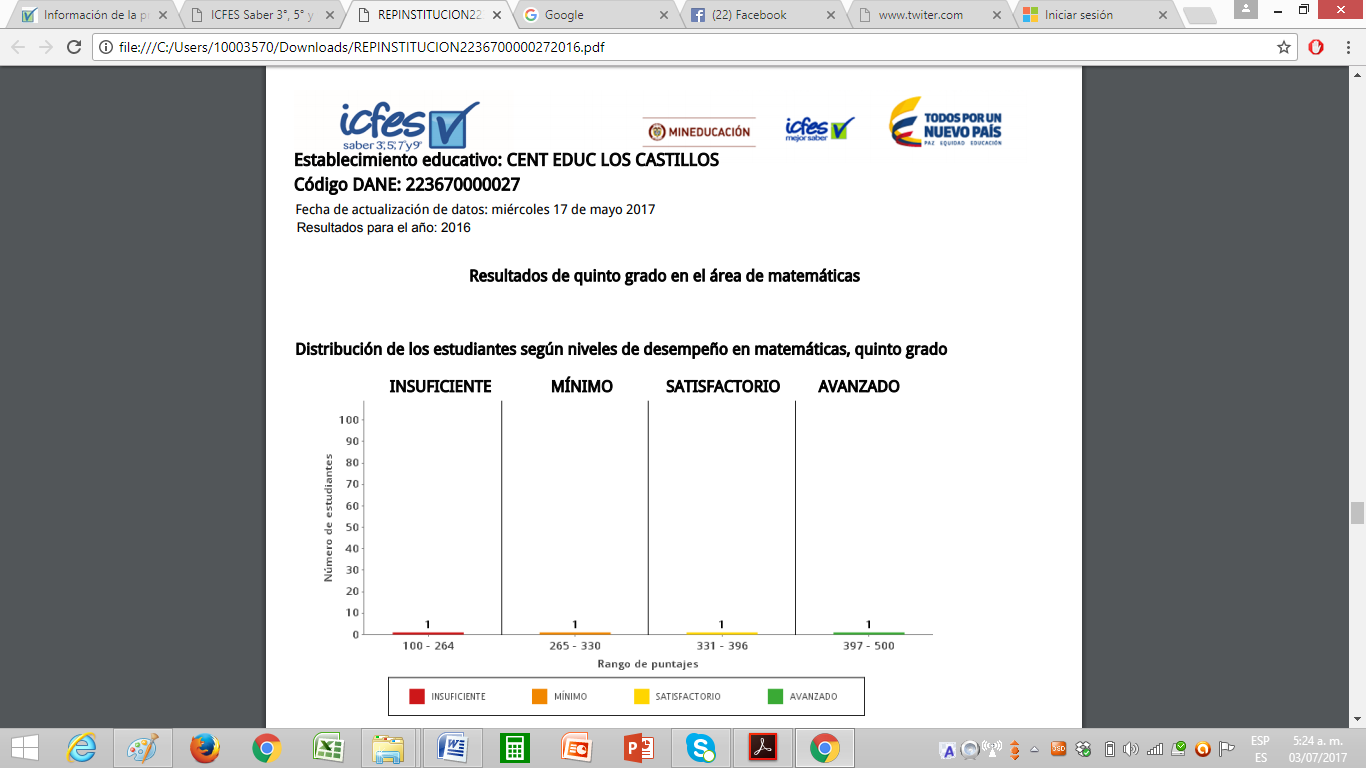 Información de la p
ICFES Saber 3°, 5° y
REPINSTITUCION22
Google
(22) Facebook
www.twiter.com
Iniciar sesión
file:///C:/Users/10003570/Downloads/REPINSTITUCION2236700000272016.pdf
icfes
saber 3°, 5°, 7° y 9°
MINEDUCACIÓN
icfes
mejor saber
TODOS POR UN
NUEVO PAÍS
PAZ EQUIDAD EDUCACIÓN
Establecimiento educativo: CENT EDUC LOS CASTILLOS
Código DANE: 223670000027
Fecha de actualización de datos: miércoles 17 de mayo 2017
Resultados para el año: 2016
Resultados de quinto grado en el área de matemáticas
Distribución de los estudiantes según niveles de desempeño en matemáticas, quinto grado
INSUFICIENTE MÍNIMO SATISFACTORIO AVANZADO
Número de estudiantes
100
90
80
70
60
50
40
30
20
10
0
1 1 1 1
100 - 264 265 - 330 331 - 396 397 - 500
Rango de puntajes
INSUFICIENTE MÍNIMO SATISFACTORIO AVANZADO
ESP
ES
5:24 a. m.
03/07/2017